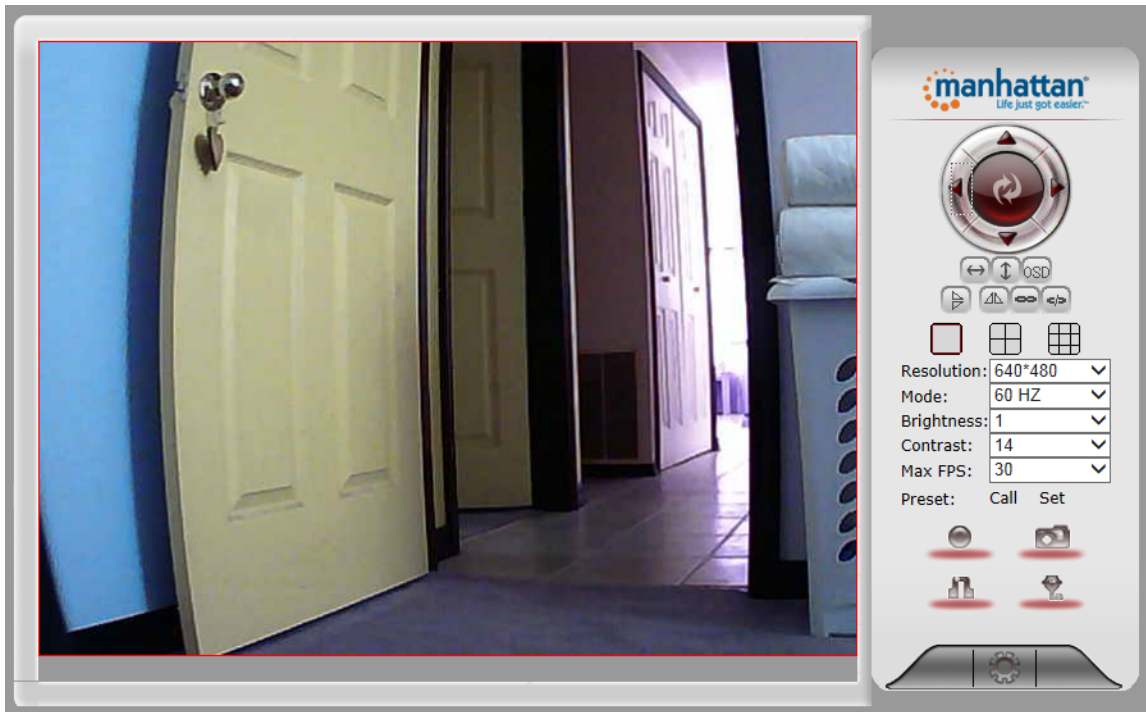 manhattan®
Life just got easier.™
OSD
Resolution: 640*480
Mode: 60 HZ
Brightness: 1
Contrast: 14
Max FPS: 30
Preset: Call Set